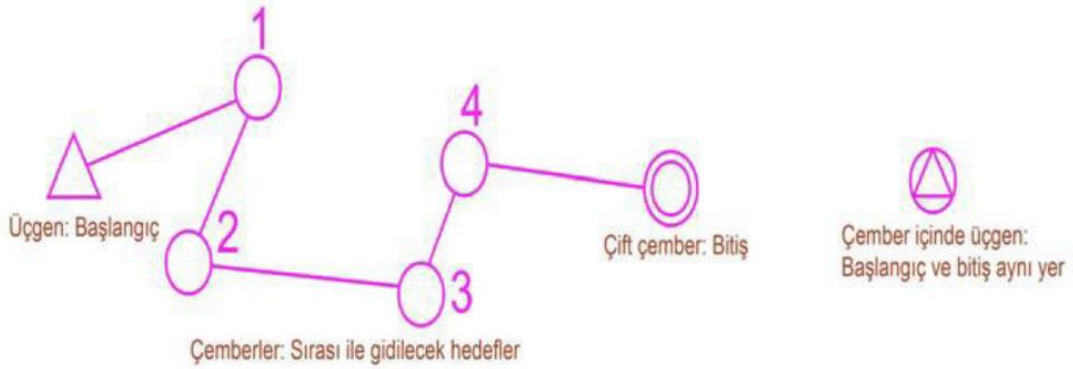 1
4
Üçgen: Başlangıç
2
3
Çift çember: Bitiş
Çember içinde üçgen:
Başlangıç ve bitiş aynı yer
Çemberler: Sırası ile gidilecek hedefler